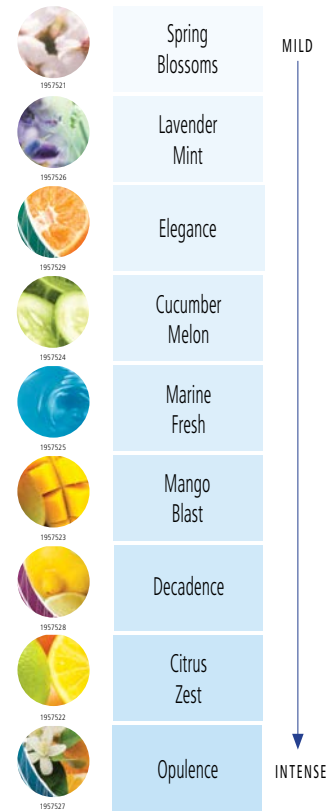 Spring
Blossoms
MILD
1957521
Lavender
Mint
1957526
Elegance
1957529
Cucumber
Melon
1957524
Marine
Fresh
1957525
Mango
Blast
1957523
Decadence
1957528
Citrus
Zest
1957522
Opulence
INTENSE
1957527